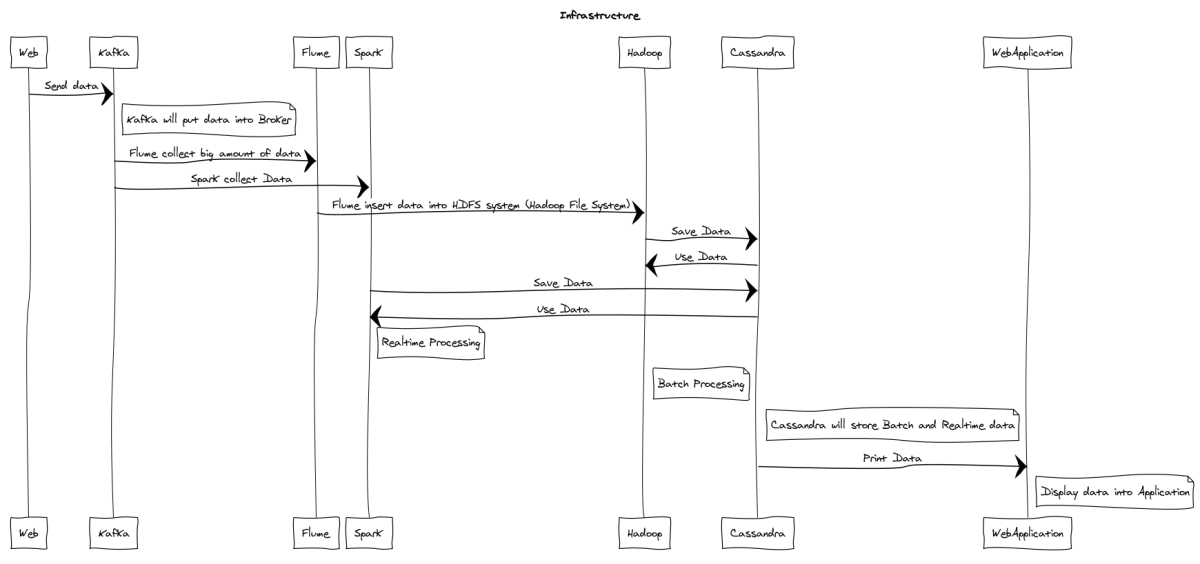 Infrastructure
Web Kafka Flume Spark Hadoop Cassandra WebApplication
Send data
Kafka will put data into Broker
Flume collect big amount of data
Spark collect Data
Flume insert data into HDFS system (Hadoop File System)
Save Data
Use Data
Save Data
Use Data
Realtime Processing
Batch Processing
Cassandra will store Batch and Realtime data
Print Data
Display data into Application
Web Kafka Flume Spark Hadoop Cassandra WebApplication